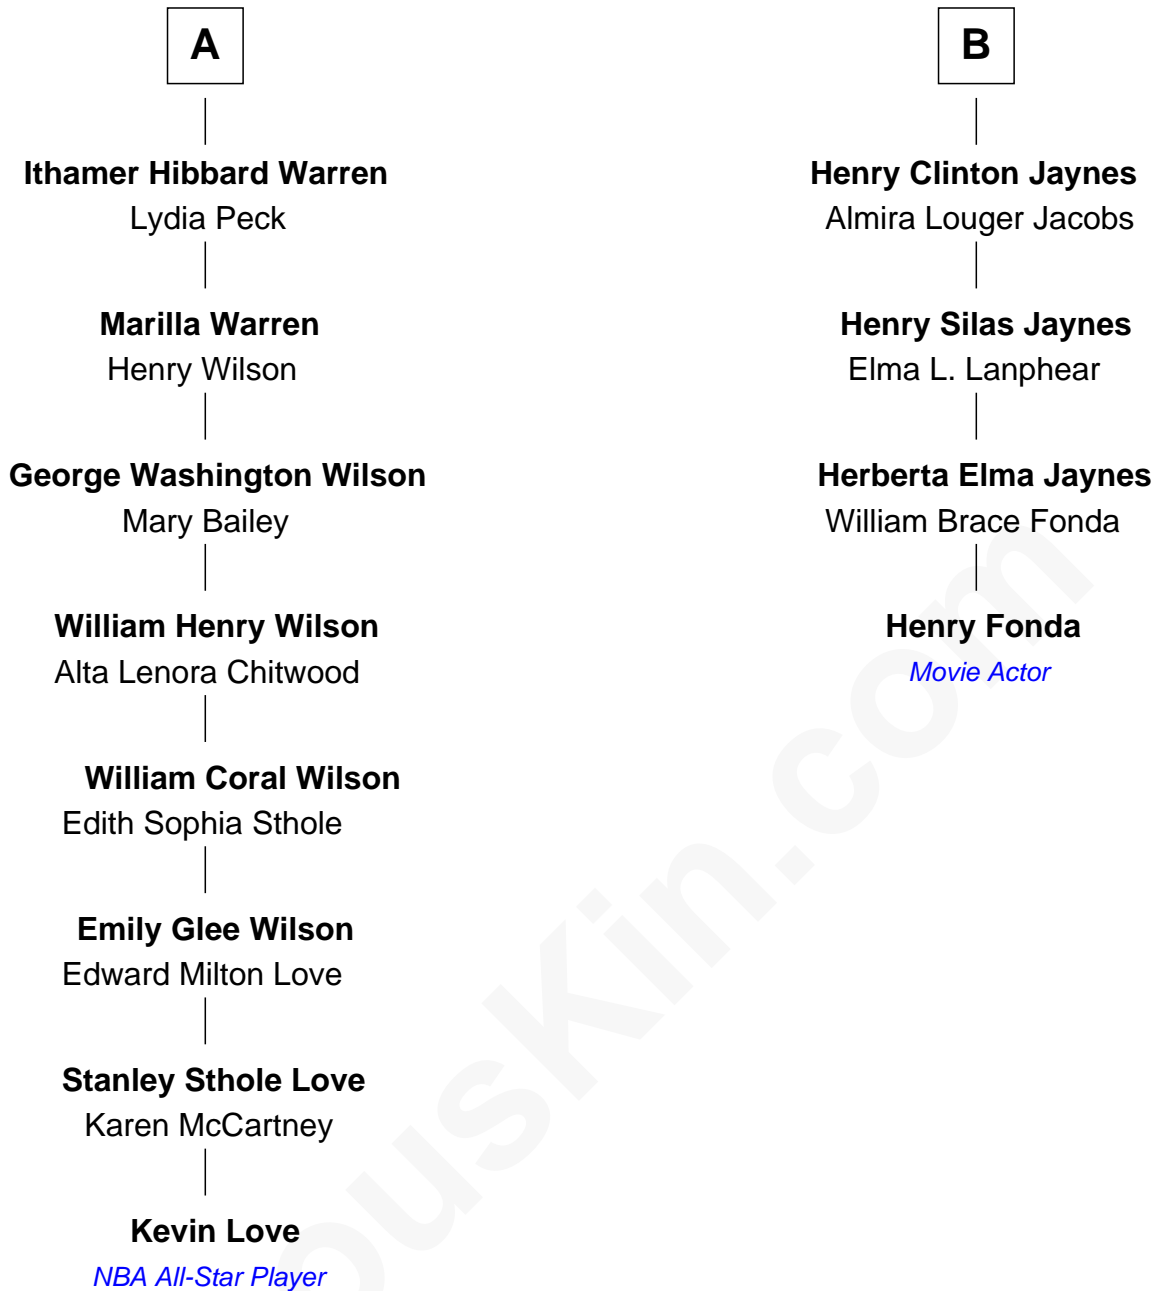 A
Ithamer Hibbard Warren
Lydia Peck
Marilla Warren
Henry Wilson
George Washington Wilson
Mary Bailey
William Henry Wilson
Alta Lenora Chitwood
William Coral Wilson
Edith Sophia Sthole
Emily Glee Wilson
Edward Milton Love
Stanley Sthole Love
Karen McCartney
Kevin Love
NBA All-Star Player
B
Henry Clinton Jaynes
Almira Louger Jacobs
Henry Silas Jaynes
Elma L. Lanphear
Herberta Elma Jaynes
William Brace Fonda
Henry Fonda
Movie Actor
ousKin.com